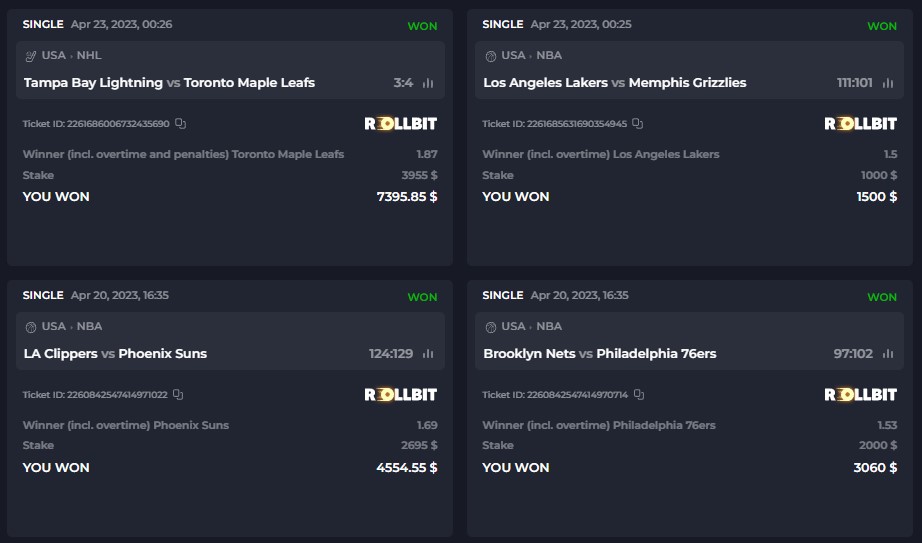 SINGLE Apr 23, 2023, 00:26 WON
USA · NHL
Tampa Bay Lightning vs Toronto Maple Leafs 3:4
Ticket ID: 2261686006732435690 ROLLBIT
Winner (incl. overtime and penalties) Toronto Maple Leafs 1.87
Stake 3955 $
YOU WON 7395.85 $
SINGLE Apr 23, 2023, 00:25 WON
USA · NBA
Los Angeles Lakers vs Memphis Grizzlies 111:101
Ticket ID: 2261685631690354945 ROLLBIT
Winner (incl. overtime) Los Angeles Lakers 1.5
Stake 1000 $
YOU WON 1500 $
SINGLE Apr 20, 2023, 16:35 WON
USA · NBA
LA Clippers vs Phoenix Suns 124:129
Ticket ID: 2260842547414971022 ROLLBIT
Winner (incl. overtime) Phoenix Suns 1.69
Stake 2695 $
YOU WON 4554.55 $
SINGLE Apr 20, 2023, 16:35 WON
USA · NBA
Brooklyn Nets vs Philadelphia 76ers 97:102
Ticket ID: 2260842547414970714 ROLLBIT
Winner (incl. overtime) Philadelphia 76ers 1.53
Stake 2000 $
YOU WON 3060 $